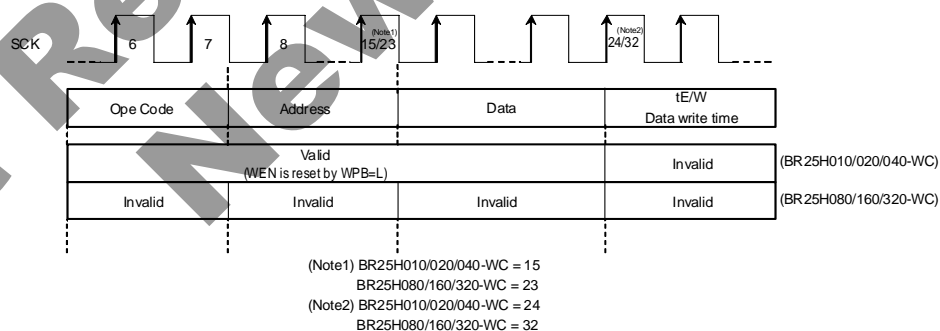 SCK
6
7
8
(Note1)
15/23
(Note2)
24/32
Ope Code
Address
Data
tE/W
Data write time
Valid
(WEN is reset by WPB=L)
Invalid
(BR25H010/020/040-WC)
Invalid
Invalid
Invalid
Invalid
(BR25H080/160/320-WC)
(Note1) BR25H010/020/040-WC = 15
BR25H080/160/320-WC = 23
(Note2) BR25H010/020/040-WC = 24
BR25H080/160/320-WC = 32
Re
New